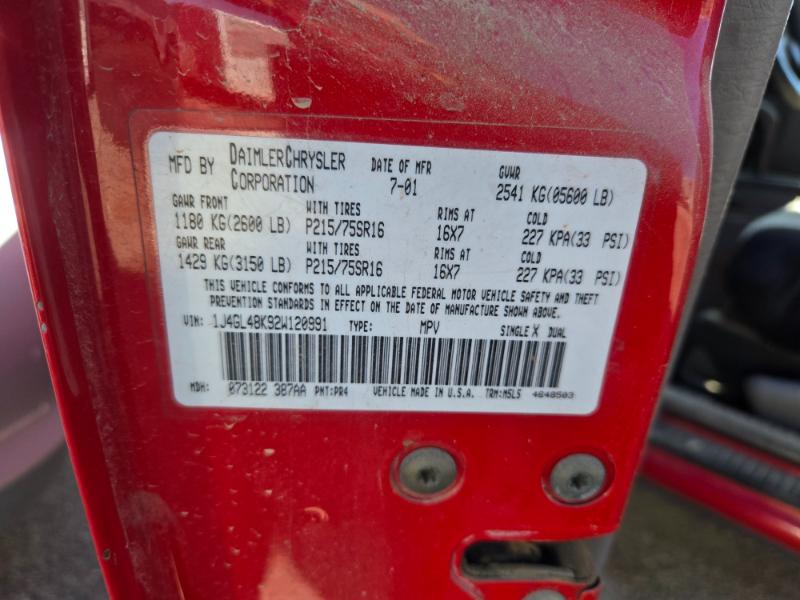 MFD BY DAIMLERCHRYSLER CORPORATION DATE OF MFR 7-01 GVWR 2541 KG(05600 LB)
GAWR FRONT WITH TIRES RIMS AT COLD
1180 KG(2600 LB) P215/75SR16 16X7 227 KPA(33 PSI)
GAWR REAR WITH TIRES RIMS AT COLD
1429 KG(3150 LB) P215/75SR16 16X7 227 KPA(33 PSI)
THIS VEHICLE CONFORMS TO ALL APPLICABLE FEDERAL MOTOR VEHICLE SAFETY AND THEFT
PREVENTION STANDARDS IN EFFECT ON THE DATE OF MANUFACTURE SHOWN ABOVE.
VIN: 1J4GL48K92W120991 TYPE: MPV SINGLE X DUAL
MDH: 073122 387AA PNT:PR4 VEHICLE MADE IN U.S.A. TRM:M5L5 4648503